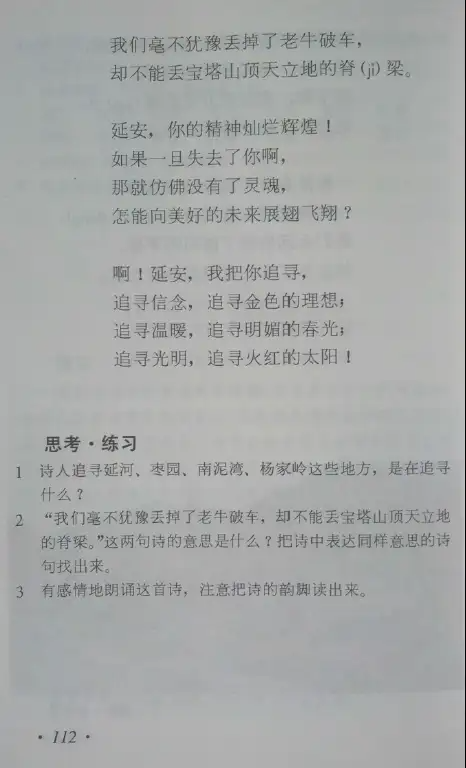 我们毫不犹豫丢掉了老牛破车，
却不能丢宝塔山顶天立地的脊(jǐ)梁。
延安，你的精神灿烂辉煌！
如果一旦失去了你啊，
那就仿佛没有了灵魂，
怎能向美好的未来展翅飞翔？
啊！延安，我把你追寻，
追寻信念，追寻金色的理想；
追寻温暖，追寻明媚的春光；
追寻光明，追寻火红的太阳！
思考·练习
1 诗人追寻延河、枣园、南泥湾、杨家岭这些地方，是在追寻
什么？
2 “我们毫不犹豫丢掉了老牛破车，却不能丢宝塔山顶天立地
的脊梁。”这两句诗的意思是什么？把诗中表达同样意思的诗
句找出来。
3 有感情地朗诵这首诗，注意把诗的韵脚读出来。
· 112 ·